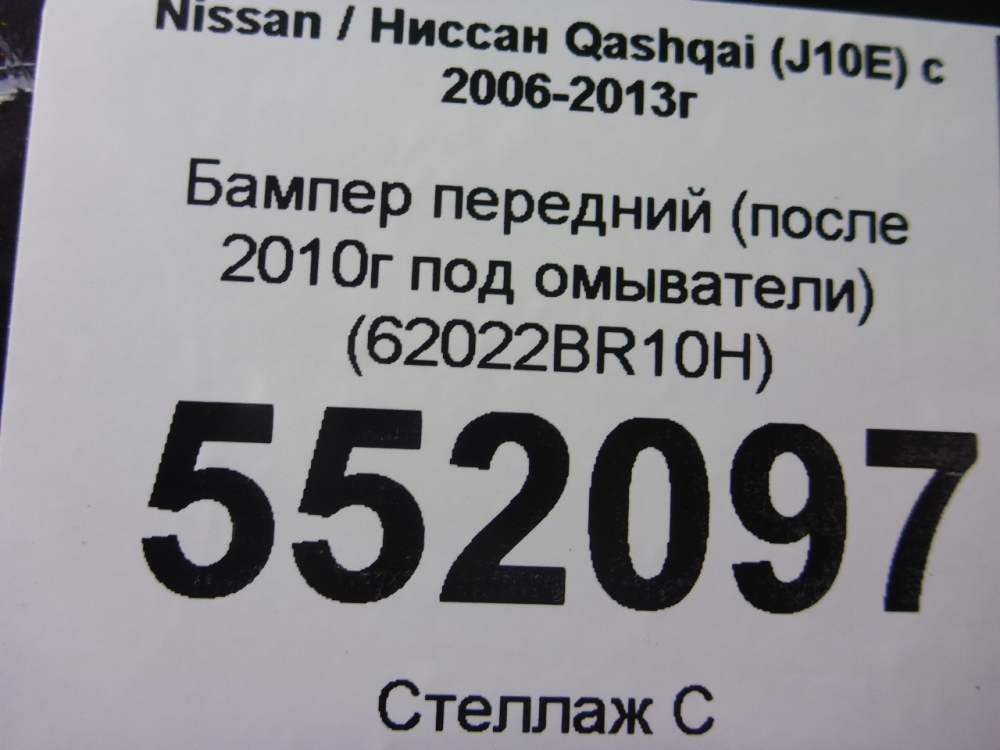 Nissan / Ниссан Qashqai (J10E) с
2006-2013г
Бампер передний (после
2010г под омыватели)
(62022BR10H)
552097
Стеллаж С